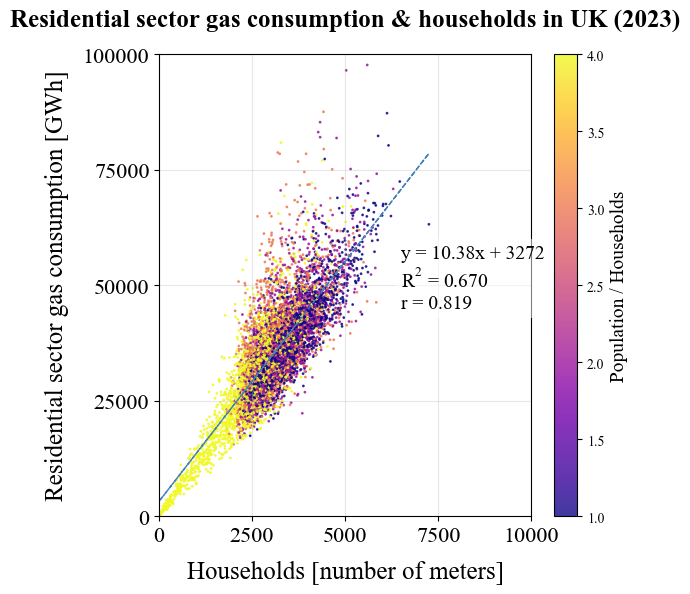 Residential sector gas consumption & households in UK (2023)
Residential sector gas consumption [GWh]
100000
75000
50000
25000
0
0
2500
5000
7500
10000
Households [number of meters]
y = 10.38x + 3272
R² = 0.670
r = 0.819
4.0
3.5
3.0
2.5
2.0
1.5
1.0
Population / Households